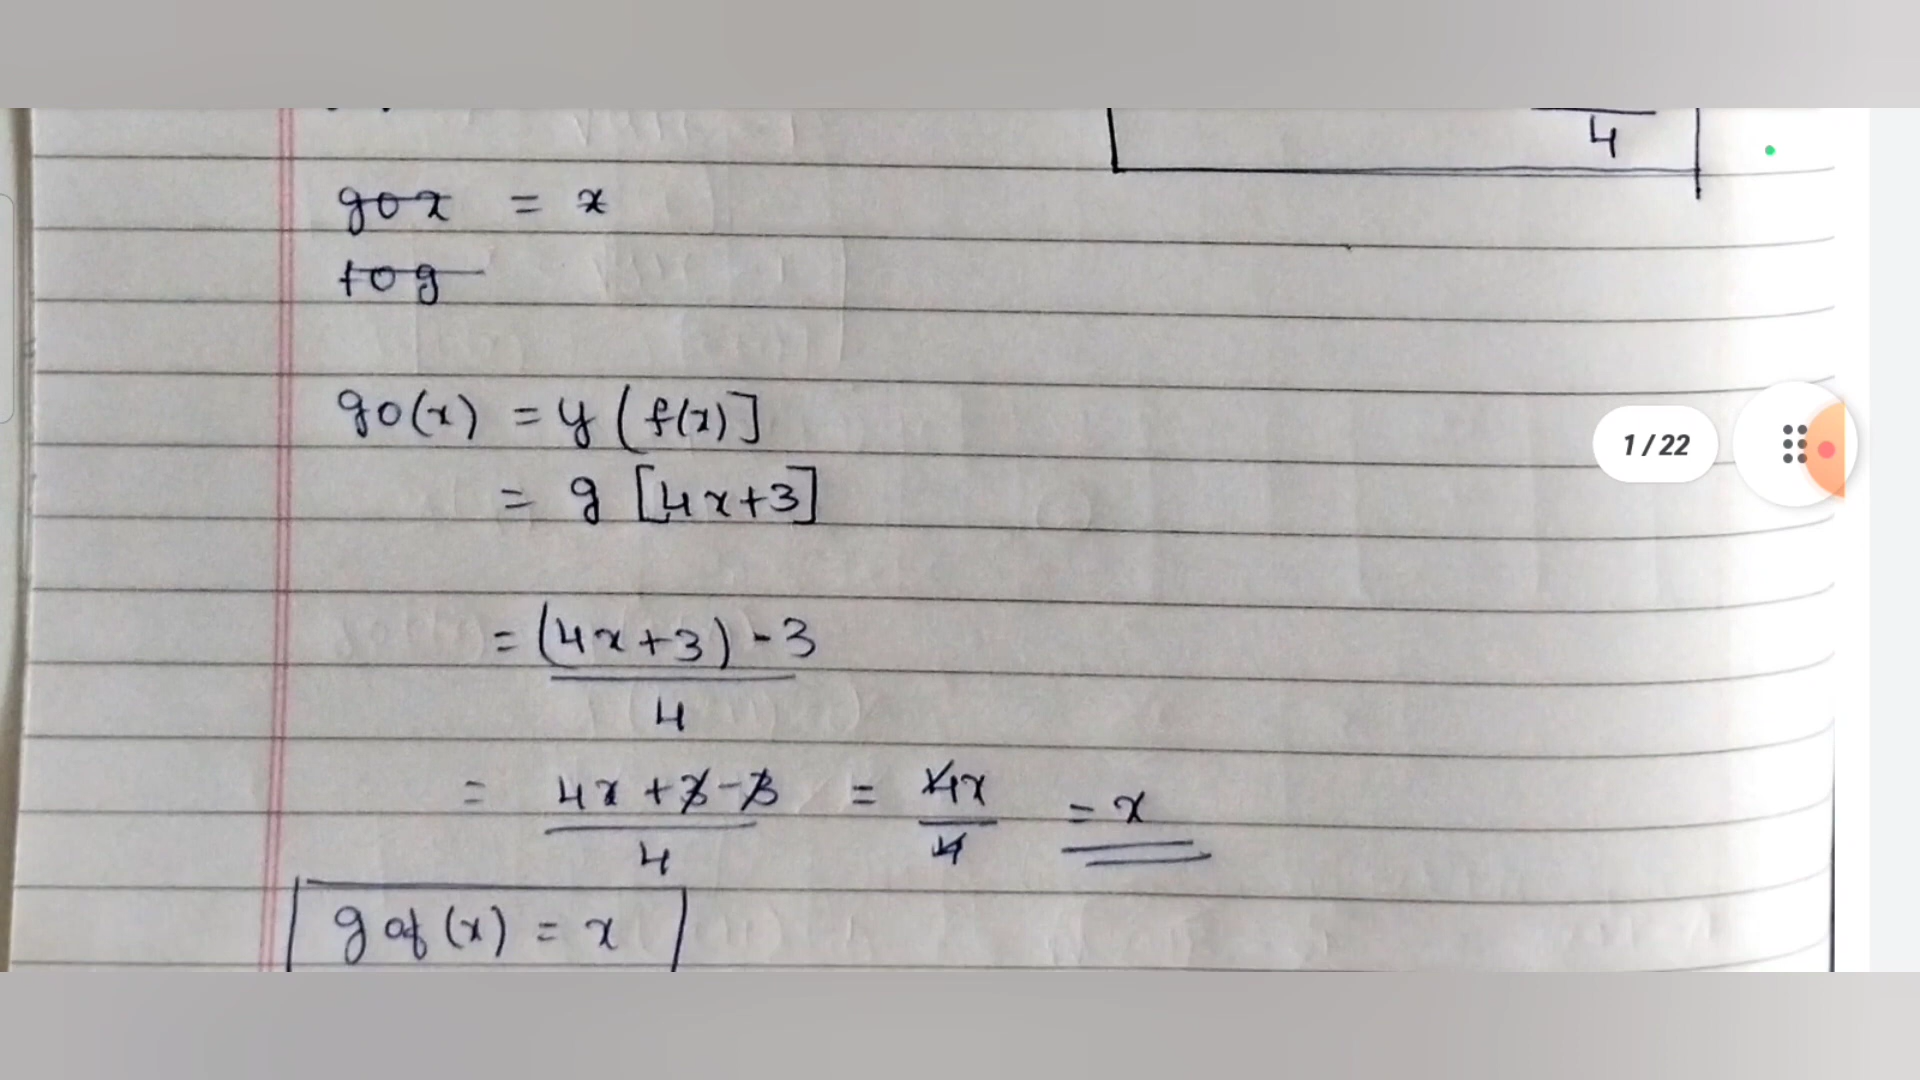 4
gox = x
fog
go(x) = y (f(x)]
1/22
= g [4x+3]
= (4x+3) - 3
4
= 4x + 3 - 3 = 4x = x
4 4
gof(x) = x